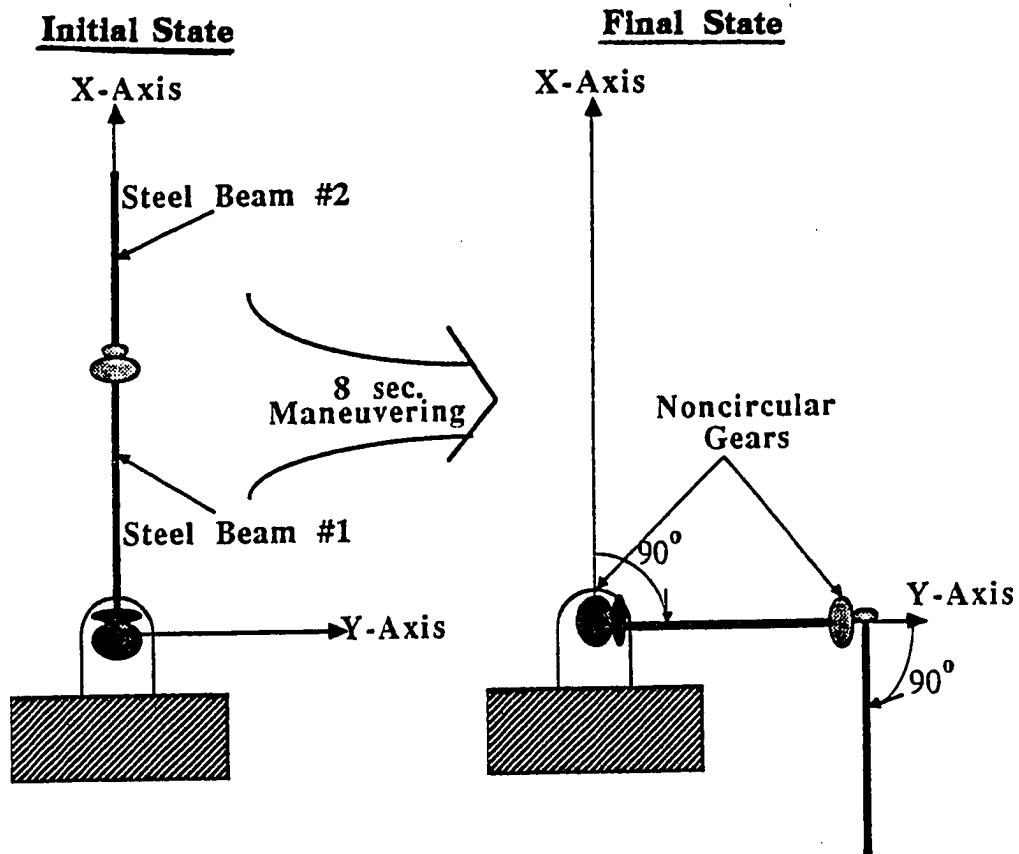 Initial State
X-Axis
Steel Beam #2
8 sec.
Maneuvering
Steel Beam #1
Y-Axis
Final State
X-Axis
Noncircular
Gears
90°
Y-Axis
90°